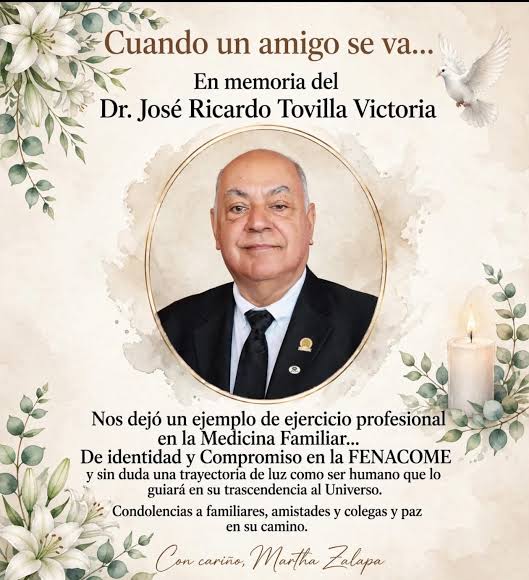 Cuando un amigo se va...
En memoria del
Dr. José Ricardo Tovilla Victoria
Nos dejó un ejemplo de ejercicio profesional
en la Medicina Familiar...
De identidad y Compromiso en la FENACOME
y sin duda una trayectoria de luz como ser humano que lo
guiará en su trascendencia al Universo.
Condolencias a familiares, amistades y colegas y paz
en su camino.
Con cariño, Martha Zalapa